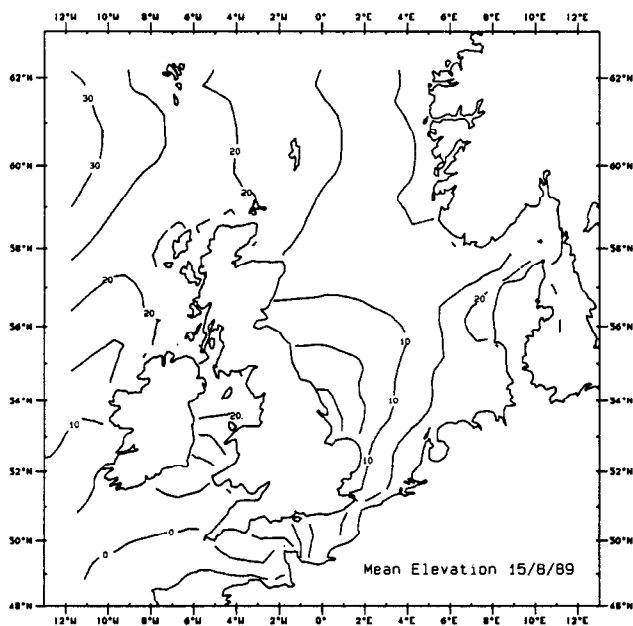 12°W 10°W 8°W 6°W 4°W 2°W 0° 2°E 4°E 6°E 8°E 10°E 12°E
62°N 62°N
30
60°N 20 60°N
30
20
58°N 58°N
20
20 20
56°N 56°N
10
54°N 10 54°N
20
10
52°N 10 52°N
0
50°N 0 50°N
Mean Elevation 15/8/89
48°N 48°N
12°W 10°W 8°W 6°W 4°W 2°W 0° 2°E 4°E 6°E 8°E 10°E 12°E